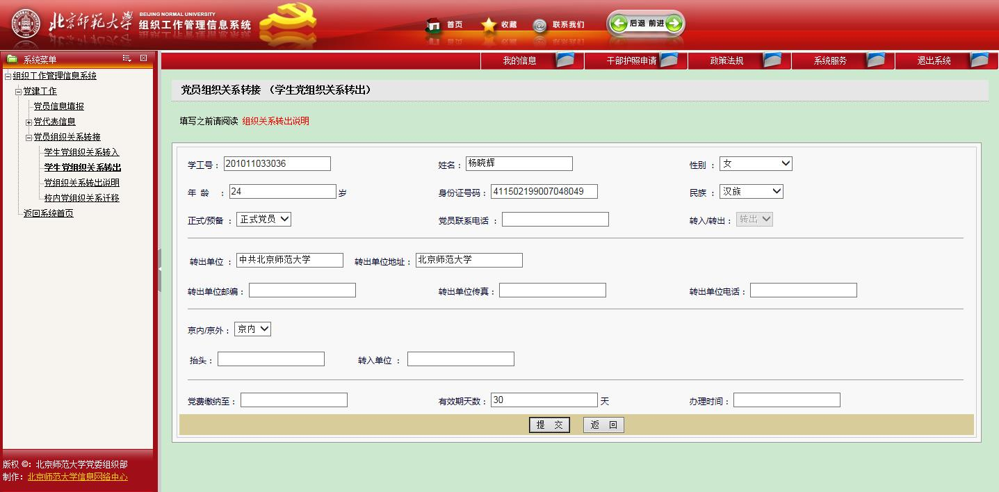 北京师范大学 BEIJING NORMAL UNIVERSITY
组织工作管理信息系统
首页 收藏 @ 联系我们 后退 前进
系统菜单
组织工作管理信息系统
党建工作
党员信息填报
党代表信息
党员组织关系转接
学生党组织关系转入
学生党组织关系转出
党组织关系转出说明
校内党组织关系迁移
返回系统首页
版权 ©: 北京师范大学党委组织部
制作: 北京师范大学信息网络中心
我的信息 干部护照申请 政策法规 系统服务 退出系统
党员组织关系转接 （学生党组织关系转出）
填写之前请阅读 组织关系转出说明
学工号： 201011033036 姓名： 杨晓辉 性别 ： 女
年 龄 ： 24 岁 身份证号码： 411502199007048049 民族 ： 汉族
正式/预备 ： 正式党员 党员联系电话 ： 转入/转出： 转出
转出单位 ： 中共北京师范大学 转出单位地址： 北京师范大学
转出单位邮编： 转出单位传真： 转出单位电话：
京内/京外： 京内
抬头： 转入单位 ：
党费缴纳至： 有效期天数： 30 天 办理时间：
提 交 返 回